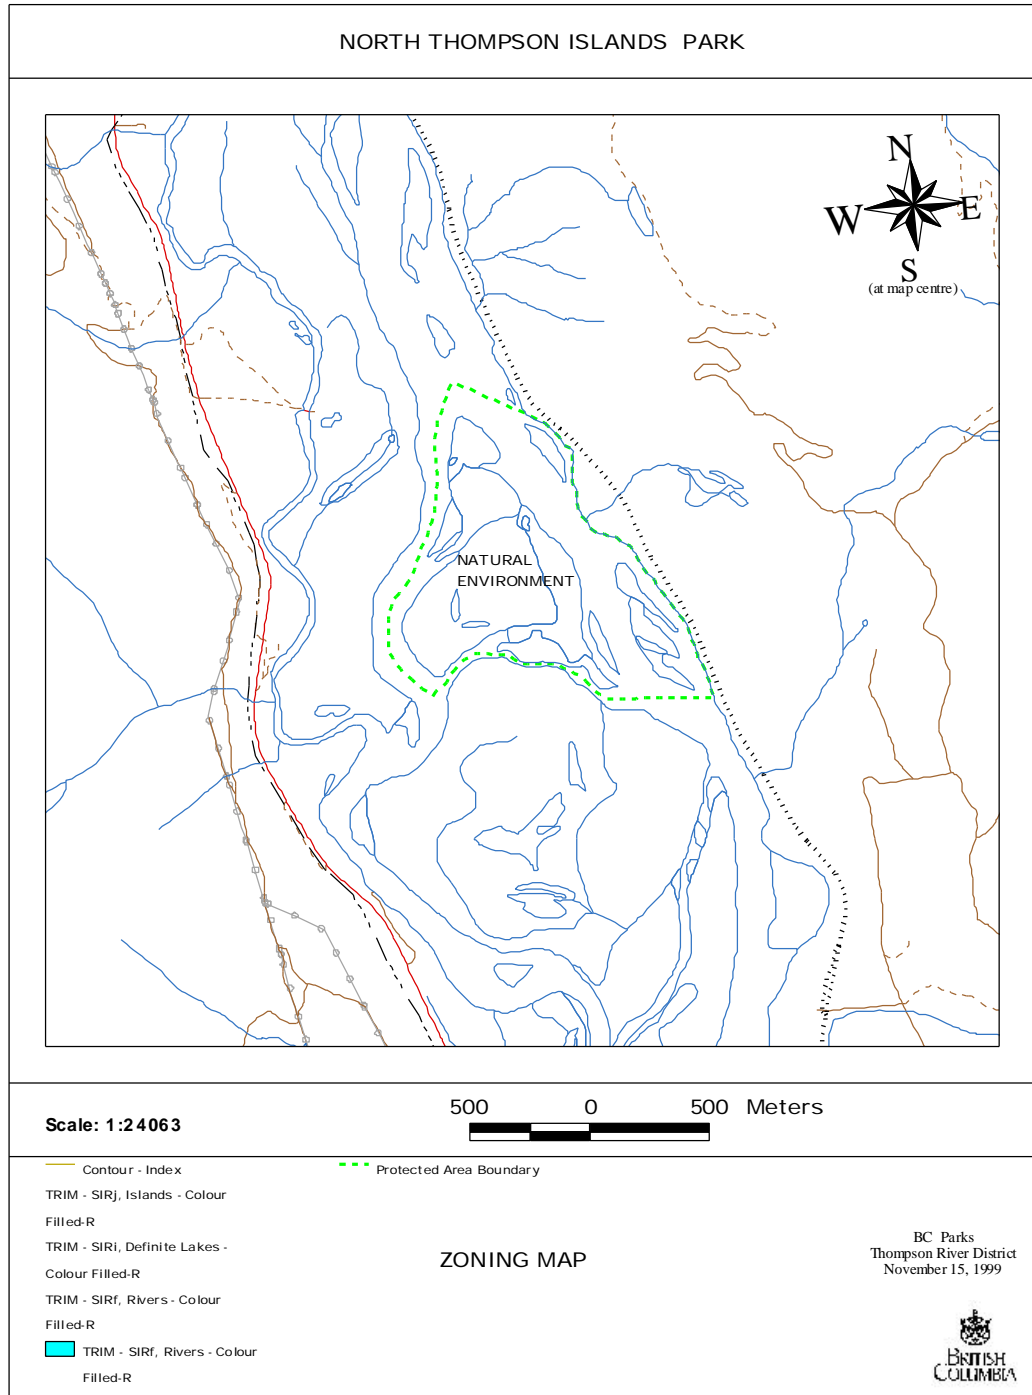 NORTH THOMPSON ISLANDS PARK
N
W E
S
(at map centre)
NATURAL
ENVIRONMENT
Scale: 1:24063
500 0 500 Meters
Contour - Index
TRIM - SIRj, Islands - Colour
Filled-R
TRIM - SIRi, Definite Lakes -
Colour Filled-R
TRIM - SIRf, Rivers - Colour
Filled-R
TRIM - SIRf, Rivers - Colour
Filled-R
Protected Area Boundary
ZONING MAP
BC Parks
Thompson River District
November 15, 1999
BRITISH
COLUMBIA